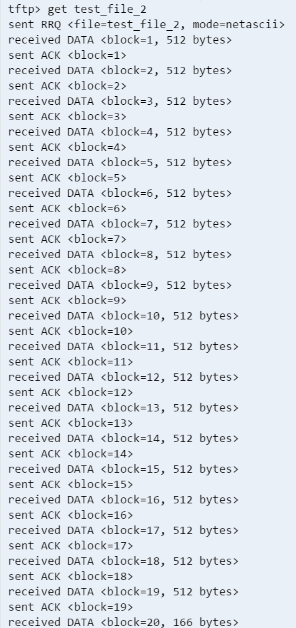 tftp> get test_file_2
sent RRQ <file=test_file_2, mode=netascii>
received DATA <block=1, 512 bytes>
sent ACK <block=1>
received DATA <block=2, 512 bytes>
sent ACK <block=2>
received DATA <block=3, 512 bytes>
sent ACK <block=3>
received DATA <block=4, 512 bytes>
sent ACK <block=4>
received DATA <block=5, 512 bytes>
sent ACK <block=5>
received DATA <block=6, 512 bytes>
sent ACK <block=6>
received DATA <block=7, 512 bytes>
sent ACK <block=7>
received DATA <block=8, 512 bytes>
sent ACK <block=8>
received DATA <block=9, 512 bytes>
sent ACK <block=9>
received DATA <block=10, 512 bytes>
sent ACK <block=10>
received DATA <block=11, 512 bytes>
sent ACK <block=11>
received DATA <block=12, 512 bytes>
sent ACK <block=12>
received DATA <block=13, 512 bytes>
sent ACK <block=13>
received DATA <block=14, 512 bytes>
sent ACK <block=14>
received DATA <block=15, 512 bytes>
sent ACK <block=15>
received DATA <block=16, 512 bytes>
sent ACK <block=16>
received DATA <block=17, 512 bytes>
sent ACK <block=17>
received DATA <block=18, 512 bytes>
sent ACK <block=18>
received DATA <block=19, 512 bytes>
sent ACK <block=19>
received DATA <block=20, 166 bytes>